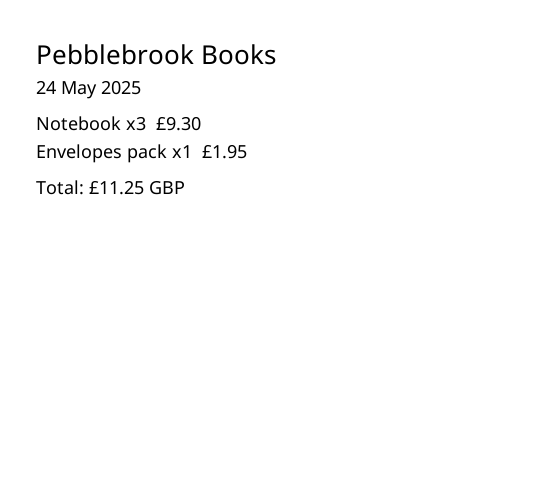 Pebblebrook Books
24 May 2025
Notebook x3  £9.30
Envelopes pack x1  £1.95
Total: £11.25 GBP